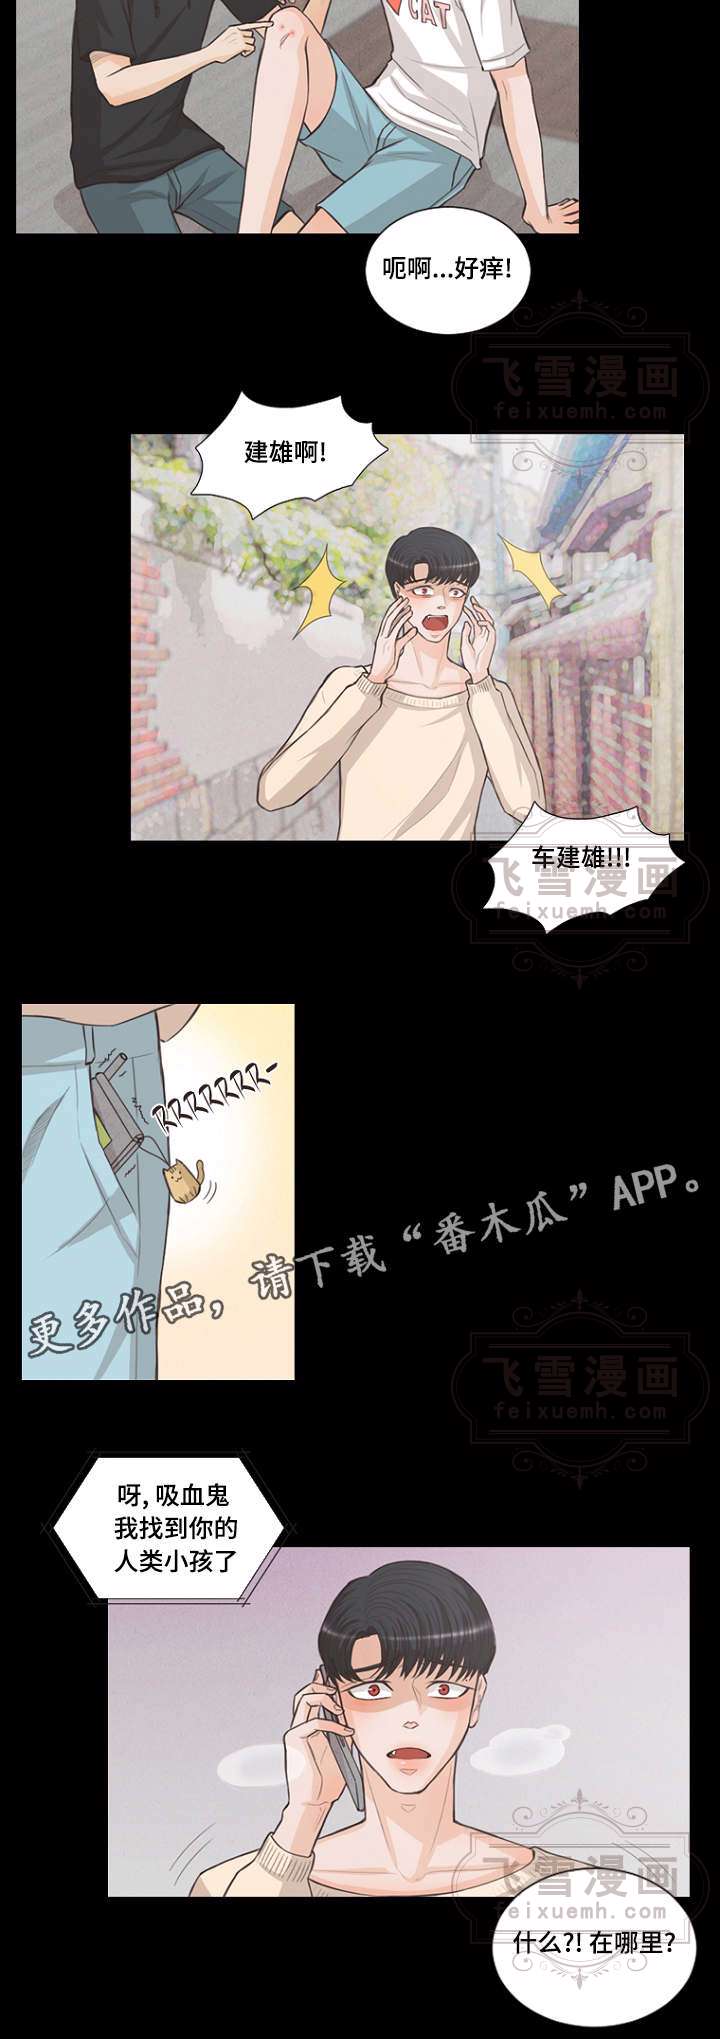 CAT
呃啊…好痒!
飞雪漫画
feixuemh.com
建雄啊!
车建雄!!!
飞雪漫画
feixuemh.com
RRRRRRR-
更多作品，请下载“番木瓜”APP。
飞雪漫画
feixuemh.com
呀, 吸血鬼
我找到你的
人类小孩了
飞雪漫画
feixuemh.com
什么?! 在哪里?